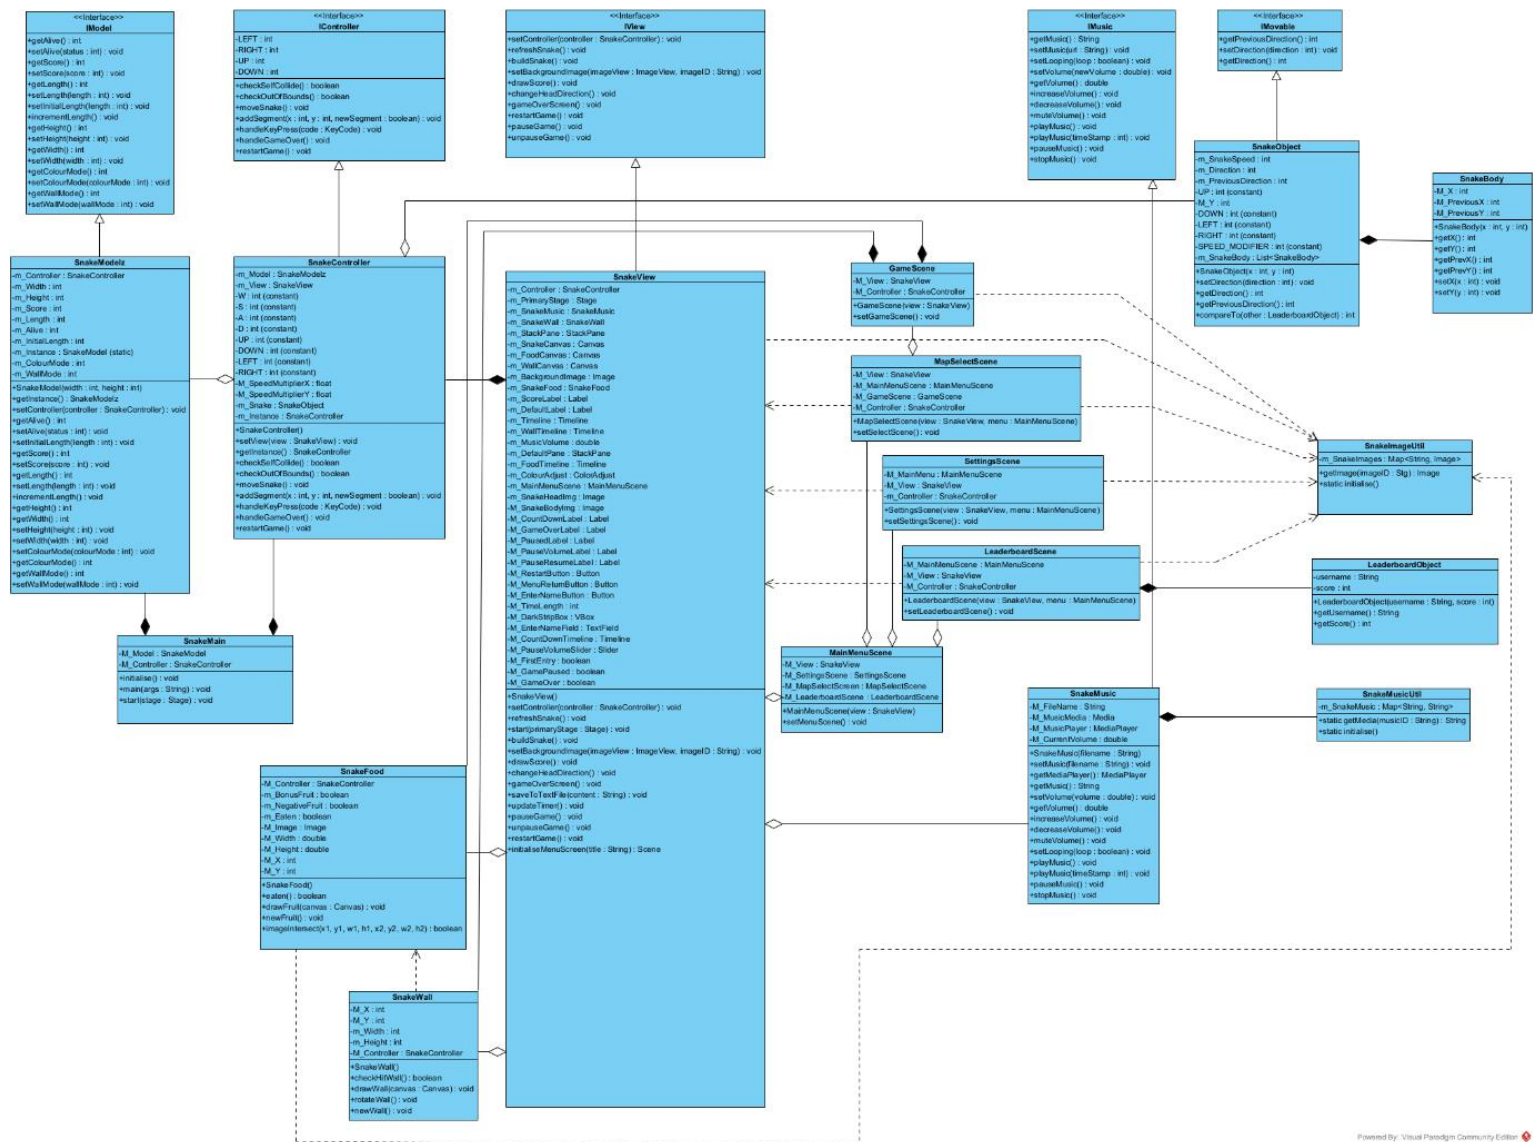 <<Interface>>
IModel
+getAlive() : int
+setAlive(status : int) : void
+getScore() : int
+setScore(score : int) : void
+getLength() : int
+setLength(length : int) : void
+setInitialLength(length : int) : void
+incrementLength() : void
+getHeight() : int
+setHeight(height : int) : void
+getWidth() : int
+setWidth(width : int) : void
+getColourMode() : int
+setColourMode(colourMode : int) : void
+getWallMode() : int
+setWallMode(wallMode : int) : void
<<Interface>>
IController
-LEFT : int
-RIGHT : int
-UP : int
-DOWN : int
+checkSelfCollide() : boolean
+checkOutOfBounds() : boolean
+moveSnake() : void
+addSegment(x : int, y : int, newSegment : boolean) : void
+handleKeyPress(code : KeyCode) : void
+handleGameOver() : void
+restartGame() : void
<<Interface>>
IView
+setController(controller : SnakeController) : void
+refreshSnake() : void
+buildSnake() : void
+setBackgroundImage(imageView : ImageView, imageID : String) : void
+drawScore() : void
+changeHeadDirection() : void
+gameOverScreen() : void
+restartGame() : void
+pauseGame() : void
+unpauseGame() : void
<<Interface>>
IMusic
+getMusic() : String
+setMusic(url : String) : void
+setLooping(loop : boolean) : void
+setVolume(newVolume : double) : void
+getVolume() : double
+increaseVolume() : void
+decreaseVolume() : void
+muteVolume() : void
+playMusic() : void
+playMusic(timeStamp : int) : void
+pauseMusic() : void
+stopMusic() : void
<<Interface>>
IMovable
+getPreviousDirection() : int
+setDirection(direction : int) : void
+getDirection() : int
SnakeObject
-m_SnakeSpeed : int
-m_Direction : int
-m_PreviousDirection : int
-UP : int (constant)
-M_Y : int
-DOWN : int (constant)
-LEFT : int (constant)
-RIGHT : int (constant)
-SPEED_MODIFIER : int (constant)
-m_SnakeBody : List<SnakeBody>
+SnakeObject(x : int, y : int)
+setDirection(direction : int) : void
+getDirection() : int
+getPreviousDirection() : int
+compareTo(other : LeaderboardObject) : int
SnakeBody
-M_X : int
-M_PreviousX : int
-M_PreviousY : int
+SnakeBody(x : int, y : int)
+getX() : int
+getY() : int
+getPrevX() : int
+getPrevY() : int
+setX(x : int) : void
+setY(y : int) : void
SnakeModelz
-m_Controller : SnakeController
-m_Width : int
-m_Height : int
-m_Score : int
-m_Length : int
-m_Alive : int
-m_InitialLength : int
-m_Instance : SnakeModel (static)
-m_ColourMode : int
-m_WallMode : int
+SnakeModel(width : int, height : int)
+getInstance() : SnakeModelz
+setController(controller : SnakeController) : void
+getAlive() : int
+setAlive(status : int) : void
+setInitialLength(length : int) : void
+getScore() : int
+setScore(score : int) : void
+getLength() : int
+setLength(length : int) : void
+incrementLength() : void
+getHeight() : int
+getWidth() : int
+setHeight(height : int) : void
+setWidth(width : int) : void
+setColourMode(colourMode : int) : void
+getColourMode() : int
+getWallMode() : int
+setWallMode(wallMode : int) : void
SnakeController
-m_Model : SnakeModelz
-m_View : SnakeView
-W : int (constant)
-S : int (constant)
-A : int (constant)
-D : int (constant)
-UP : int (constant)
-DOWN : int (constant)
-LEFT : int (constant)
-RIGHT : int (constant)
-M_SpeedMultiplierX : float
-M_SpeedMultiplierY : float
-m_Snake : SnakeObject
-m_Instance : SnakeController
+SnakeController()
+setView(view : SnakeView) : void
+getInstance() : SnakeController
+checkSelfCollide() : boolean
+checkOutOfBounds() : boolean
+moveSnake() : void
+addSegment(x : int, y : int, newSegment : boolean) : void
+handleKeyPress(code : KeyCode) : void
+handleGameOver() : void
+restartGame() : void
SnakeView
-m_Controller : SnakeController
-m_PrimaryStage : Stage
-m_SnakeMusic : SnakeMusic
-m_SnakeWall : SnakeWall
-m_StackPane : StackPane
-m_SnakeCanvas : Canvas
-m_FoodCanvas : Canvas
-m_WallCanvas : Canvas
-m_BackgroundImage : Image
-m_SnakeFood : SnakeFood
-m_ScoreLabel : Label
-m_DefaultLabel : Label
-m_Timeline : Timeline
-m_WallTimeline : Timeline
-m_MusicVolume : double
-m_DefaultPane : StackPane
-m_FoodTimeline : Timeline
-m_ColourAdjust : ColorAdjust
-m_MainMenuScene : MainMenuScene
-m_SnakeHeadImg : Image
-M_SnakeBodyImg : Image
-M_CountDownLabel : Label
-M_GameOverLabel : Label
-M_PausedLabel : Label
-M_PauseVolumeLabel : Label
-M_PauseResumeLabel : Label
-M_RestartButton : Button
-M_MenuReturnButton : Button
-M_EnterNameButton : Button
-M_TimeLength : int
-M_DarkStripBox : VBox
-M_EnterNameField : TextField
-M_CountDownTimeline : Timeline
-M_PauseVolumeSlider : Slider
-M_FirstEntry : boolean
-M_GamePaused : boolean
-M_GameOver : boolean
+SnakeView()
+setController(controller : SnakeController) : void
+refreshSnake() : void
+start(primaryStage : Stage) : void
+buildSnake() : void
+setBackgroundImage(imageView : ImageView, imageID : String) : void
+drawScore() : void
+changeHeadDirection() : void
+gameOverScreen() : void
+saveToTextFile(content : String) : void
+updateTimer() : void
+pauseGame() : void
+unpauseGame() : void
+restartGame() : void
+initialiseMenuScreen(title : String) : Scene
GameScene
-M_View : SnakeView
-M_Controller : SnakeController
+GameScene(view : SnakeView)
+setGameScene() : void
MapSelectScene
-M_View : SnakeView
-M_MainMenuScene : MainMenuScene
-M_GameScene : GameScene
-M_Controller : SnakeController
+MapSelectScene(view : SnakeView, menu : MainMenuScene)
+setSelectScene() : void
SettingsScene
-M_MainMenu : MainMenuScene
-M_View : SnakeView
-m_Controller : SnakeController
+SettingsScene(view : SnakeView, menu : MainMenuScene)
+setSettingsScene() : void
LeaderboardScene
-M_MainMenuScene : MainMenuScene
-M_View : SnakeView
-M_Controller : SnakeController
+LeaderboardScene(view : SnakeView, menu : MainMenuScene)
+setLeaderboardScene() : void
SnakeImageUtil
-m_SnakeImages : Map<String, Image>
+getImage(imageID : Stg) : Image
+static initialise()
LeaderboardObject
-username : String
-score : int
+LeaderboardObject(username : String, score : int)
+getUsername() : String
+getScore() : int
SnakeMain
-M_Model : SnakeModel
-M_Controller : SnakeController
+initialise() : void
+main(args : String) : void
+start(stage : Stage) : void
MainMenuScene
-M_View : SnakeView
-M_SettingsScene : SettingsScene
-M_MapSelectScreen : MapSelectScene
-M_LeaderboardScene : LeaderboardScene
+MainMenuScene(view : SnakeView)
+setMenuScene() : void
SnakeMusic
-M_FileName : String
-M_MusicMedia : Media
-M_MusicPlayer : MediaPlayer
-M_CurrentVolume : double
+SnakeMusic(filename : String)
+setMusic(filename : String) : void
+getMediaPlayer() : MediaPlayer
+getMusic() : String
+setVolume(volume : double) : void
+getVolume() : double
+increaseVolume() : void
+decreaseVolume() : void
+muteVolume() : void
+setLooping(loop : boolean) : void
+playMusic() : void
+playMusic(timeStamp : int) : void
+pauseMusic() : void
+stopMusic() : void
SnakeMusicUtil
-m_SnakeMusic : Map<String, String>
+static getMedia(musicID : String) : String
+static initialise()
SnakeFood
-M_Controller : SnakeController
-m_BonusFruit : boolean
-m_NegativeFruit : boolean
-m_Eaten : boolean
-M_Image : Image
-M_Width : double
-M_Height : double
-M_X : int
-M_Y : int
+SnakeFood()
+eaten() : boolean
+drawFruit(canvas : Canvas) : void
+newFruit() : void
+imageIntersect(x1, y1, w1, h1, x2, y2, w2, h2) : boolean
SnakeWall
-M_X : int
-M_Y : int
-m_Width : int
-m_Height : int
-M_Controller : SnakeController
+SnakeWall()
+checkHitWall() : boolean
+drawWall(canvas : Canvas) : void
+rotateWall() : void
+newWall() : void
Powered By: Visual Paradigm Community Edition